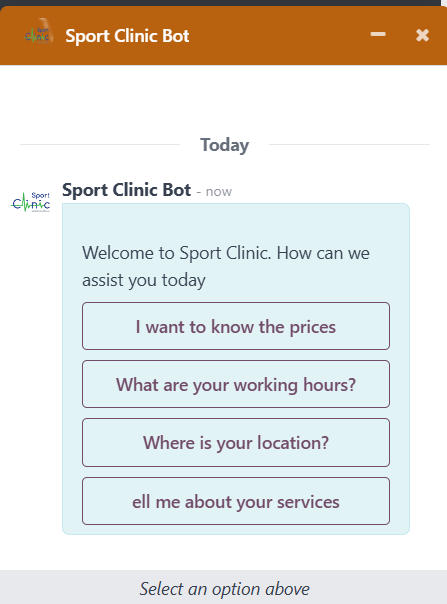 Sport Clinic Bot
Today
Sport
Clinic
Sport Clinic Bot - now
Welcome to Sport Clinic. How can we
assist you today
I want to know the prices
What are your working hours?
Where is your location?
ell me about your services
Select an option above